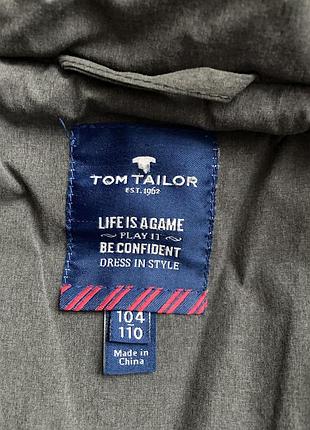 TOM TAILOR
EST. 1962
LIFE IS A GAME
PLAY IT
BE CONFIDENT
DRESS IN STYLE
104
110
Made in
China